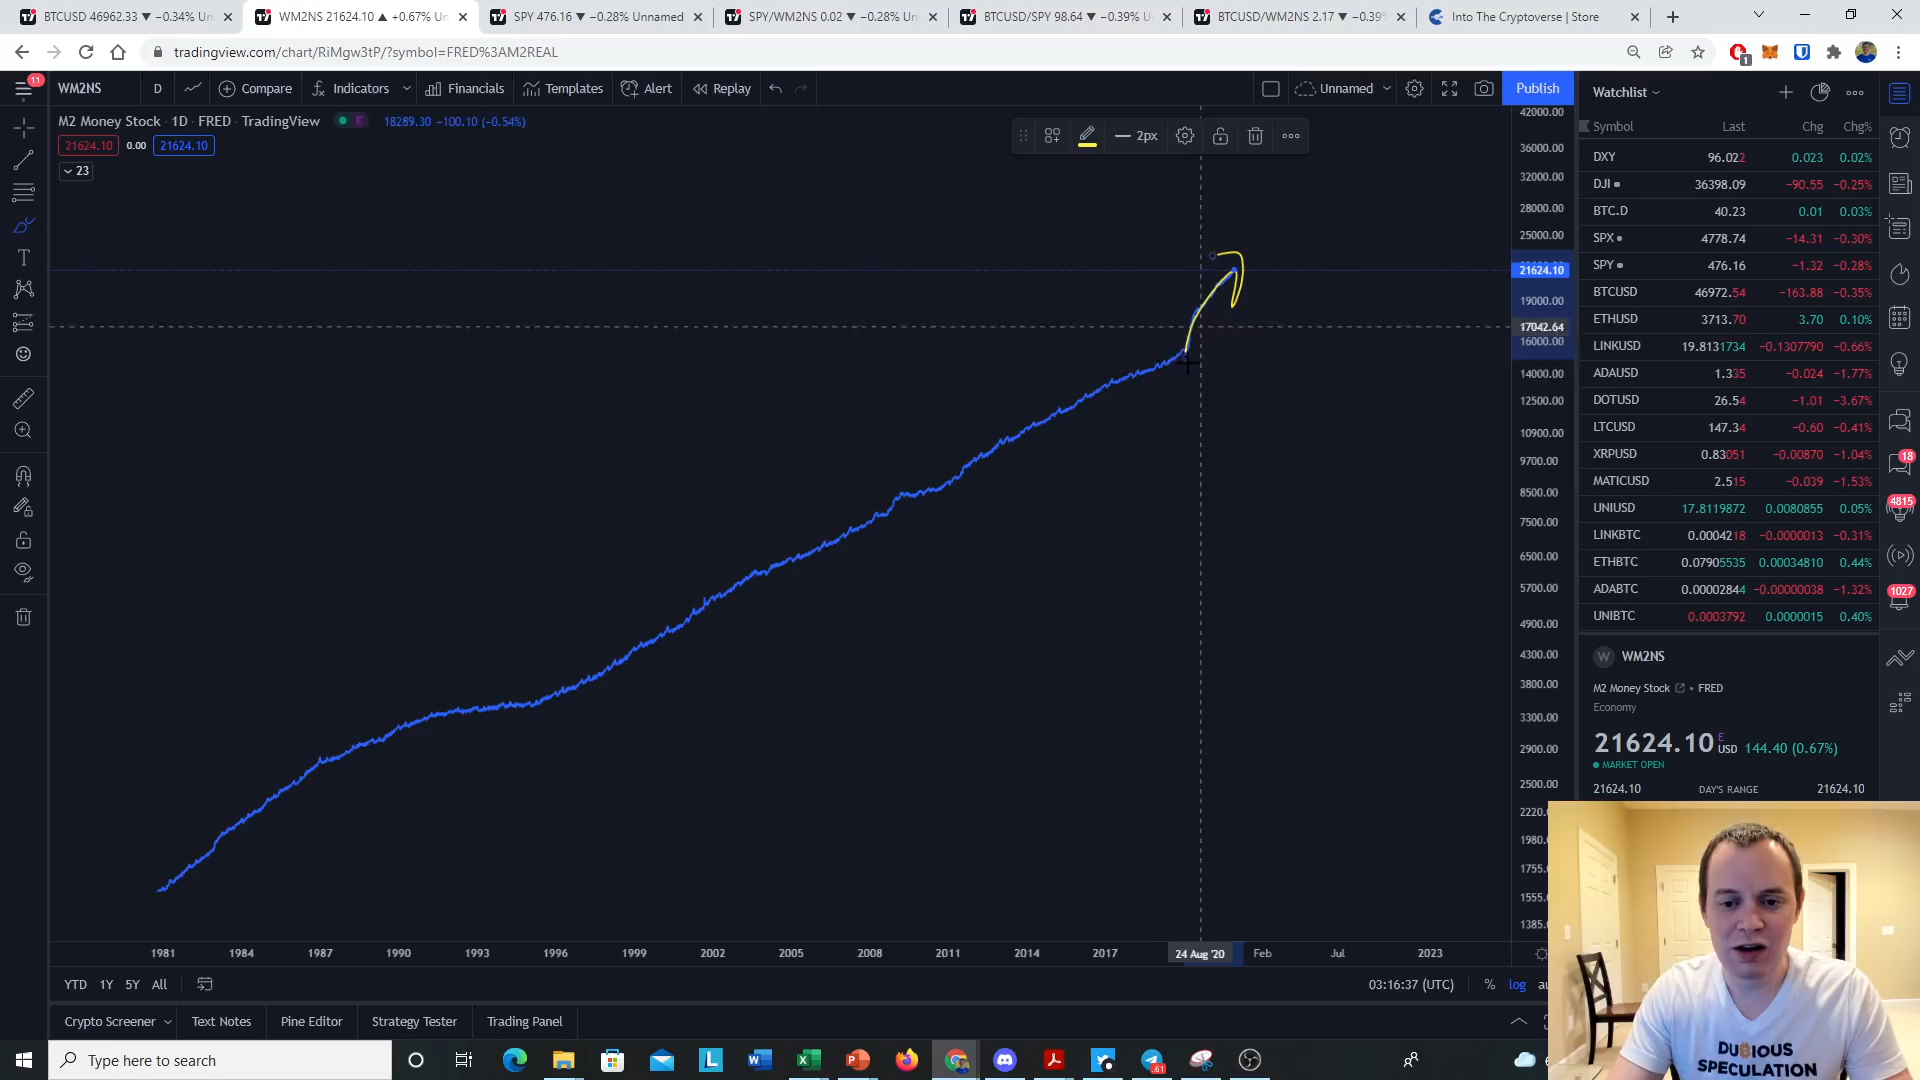 BTCUSD 46962.33 ▼ −0.34% Un
WM2NS 21624.10 ▲ +0.67% Un
SPY 476.16 ▼ −0.28% Unnamed
SPY/WM2NS 0.02 ▼ −0.28% Un
BTCUSD/SPY 98.64 ▼ −0.39% U
BTCUSD/WM2NS 2.17 ▼ −0.39%
Into The Cryptoverse | Store
tradingview.com/chart/RiMgw3tP/?symbol=FRED%3AM2REAL
1
11
WM2NS D Compare Indicators Financials Templates Alert Replay Unnamed Publish
M2 Money Stock · 1D · FRED · TradingView E 18289.30 −100.10 (−0.54%)
21624.10 0.00 21624.10
23
2px
42000.00
36000.00
32000.00
28000.00
25000.00
21624.10
19000.00
17042.64
16000.00
14000.00
12500.00
10900.00
9700.00
8500.00
7500.00
6500.00
5700.00
4900.00
4300.00
3800.00
3300.00
2900.00
2500.00
2220.0
1980.0
1755.0
1555.0
1385.0
1981 1984 1987 1990 1993 1996 1999 2002 2005 2008 2011 2014 2017 24 Aug '20 Feb Jul 2023
YTD 1Y 5Y All 03:16:37 (UTC) % log au
Crypto Screener Text Notes Pine Editor Strategy Tester Trading Panel
Watchlist
Symbol Last Chg Chg%
DXY 96.022 0.023 0.02%
DJI 36398.09 −90.55 −0.25%
BTC.D 40.23 0.01 0.03%
SPX 4778.74 −14.31 −0.30%
SPY 476.16 −1.32 −0.28%
BTCUSD 46972.54 −163.88 −0.35%
ETHUSD 3713.70 3.70 0.10%
LINKUSD 19.8131734 −0.1307790 −0.66%
ADAUSD 1.335 −0.024 −1.77%
DOTUSD 26.54 −1.01 −3.67%
LTCUSD 147.34 −0.60 −0.41%
XRPUSD 0.83051 −0.00870 −1.04%
MATICUSD 2.515 −0.039 −1.53%
UNIUSD 17.8119872 0.0080855 0.05%
LINKBTC 0.0004218 −0.0000013 −0.31%
ETHBTC 0.07905535 0.00034810 0.44%
ADABTC 0.00002844 −0.00000038 −1.32%
UNIBTC 0.0003792 0.0000015 0.40%
W WM2NS
M2 Money Stock • FRED
Economy
21624.10 E USD 144.40 (0.67%)
MARKET OPEN
21624.10 DAY'S RANGE 21624.10
18
4815
1027
Type here to search
L
61
DUBIOUS
SPECULATION